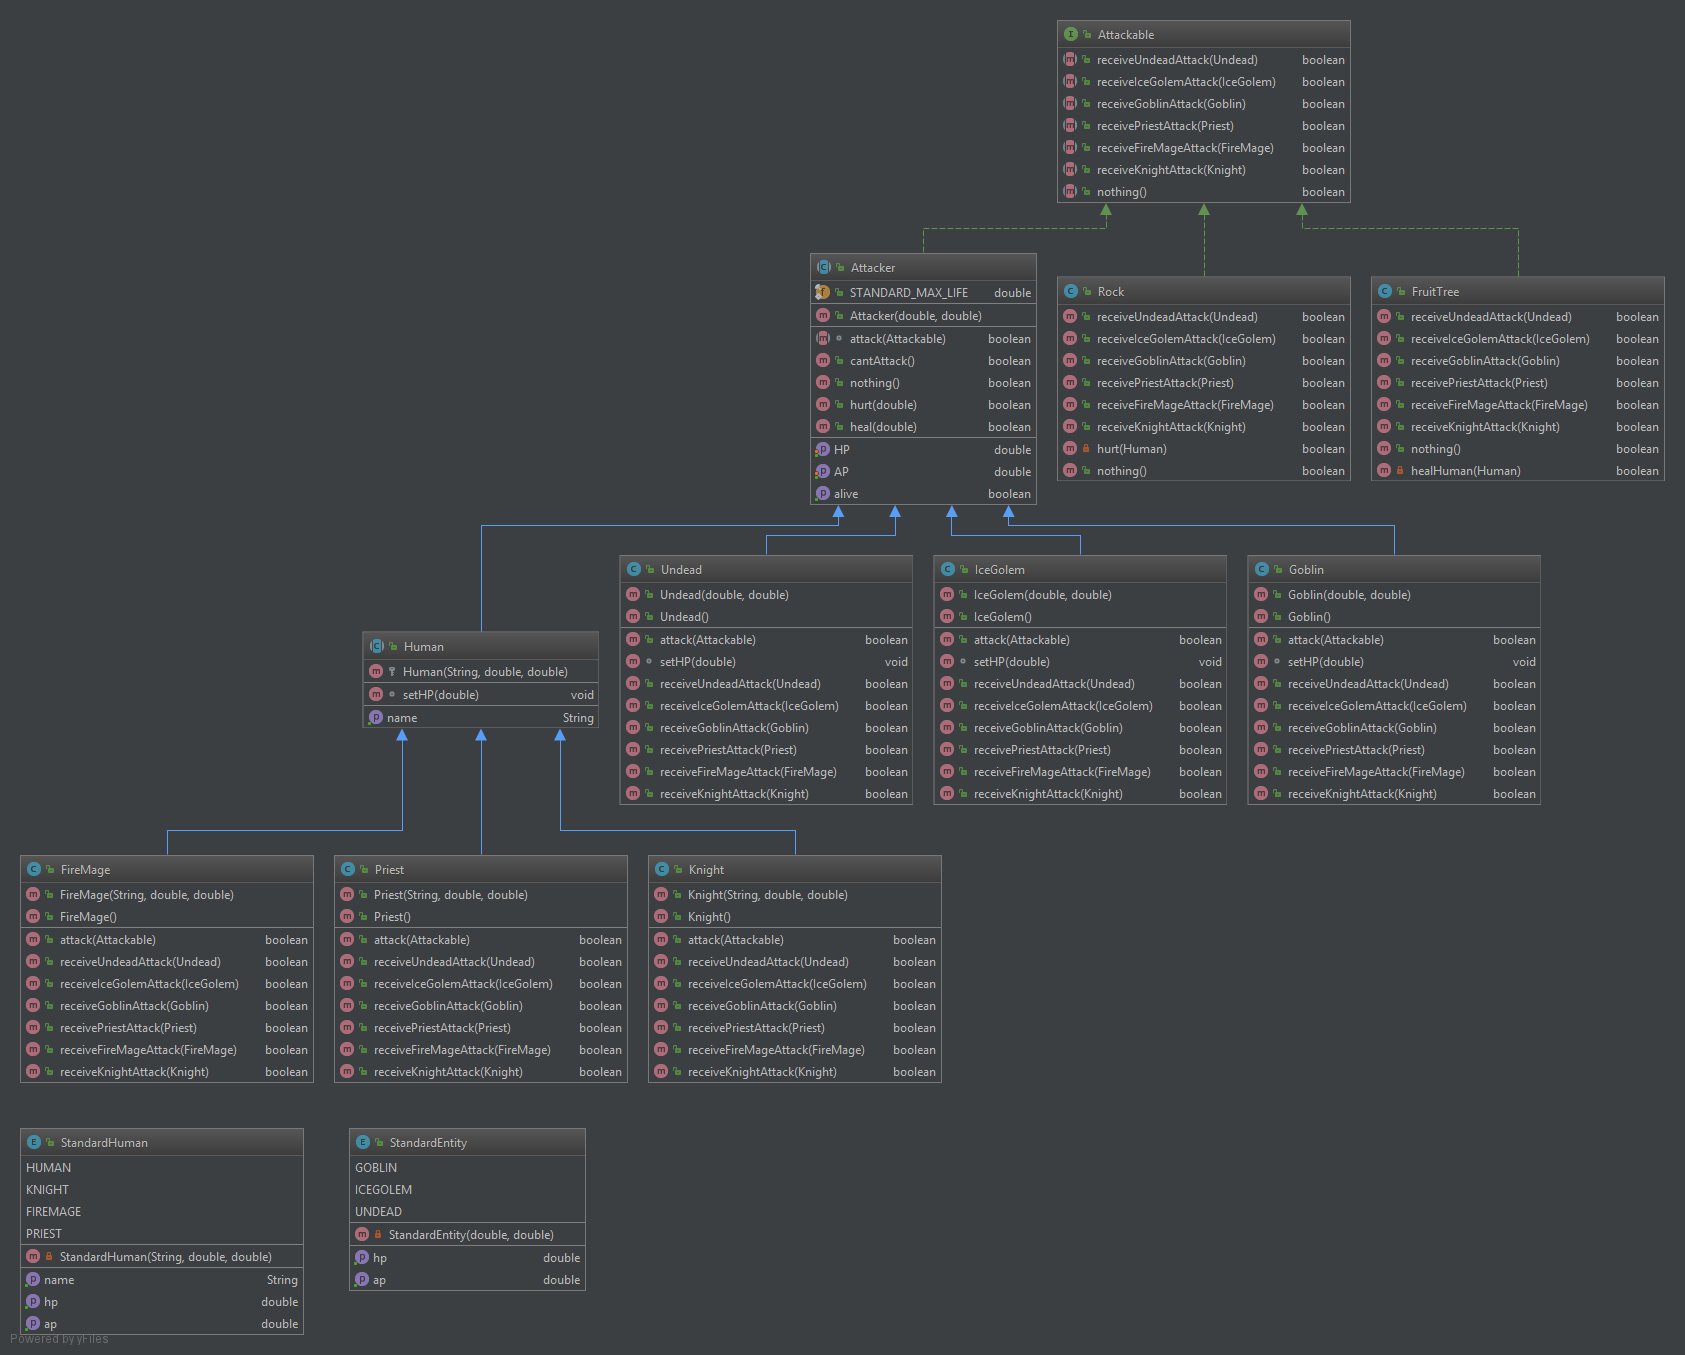 Attackable
receiveUndeadAttack(Undead) boolean
receiveIceGolemAttack(IceGolem) boolean
receiveGoblinAttack(Goblin) boolean
receivePriestAttack(Priest) boolean
receiveFireMageAttack(FireMage) boolean
receiveKnightAttack(Knight) boolean
nothing() boolean
Attacker
STANDARD_MAX_LIFE double
Attacker(double, double)
attack(Attackable) boolean
cantAttack() boolean
nothing() boolean
hurt(double) boolean
heal(double) boolean
HP double
AP double
alive boolean
Rock
receiveUndeadAttack(Undead) boolean
receiveIceGolemAttack(IceGolem) boolean
receiveGoblinAttack(Goblin) boolean
receivePriestAttack(Priest) boolean
receiveFireMageAttack(FireMage) boolean
receiveKnightAttack(Knight) boolean
hurt(Human) boolean
nothing() boolean
FruitTree
receiveUndeadAttack(Undead) boolean
receiveIceGolemAttack(IceGolem) boolean
receiveGoblinAttack(Goblin) boolean
receivePriestAttack(Priest) boolean
receiveFireMageAttack(FireMage) boolean
receiveKnightAttack(Knight) boolean
nothing() boolean
healHuman(Human) boolean
Human
Human(String, double, double)
setHP(double) void
name String
Undead
Undead(double, double)
Undead()
attack(Attackable) boolean
setHP(double) void
receiveUndeadAttack(Undead) boolean
receiveIceGolemAttack(IceGolem) boolean
receiveGoblinAttack(Goblin) boolean
receivePriestAttack(Priest) boolean
receiveFireMageAttack(FireMage) boolean
receiveKnightAttack(Knight) boolean
IceGolem
IceGolem(double, double)
IceGolem()
attack(Attackable) boolean
setHP(double) void
receiveUndeadAttack(Undead) boolean
receiveIceGolemAttack(IceGolem) boolean
receiveGoblinAttack(Goblin) boolean
receivePriestAttack(Priest) boolean
receiveFireMageAttack(FireMage) boolean
receiveKnightAttack(Knight) boolean
Goblin
Goblin(double, double)
Goblin()
attack(Attackable) boolean
setHP(double) void
receiveUndeadAttack(Undead) boolean
receiveIceGolemAttack(IceGolem) boolean
receiveGoblinAttack(Goblin) boolean
receivePriestAttack(Priest) boolean
receiveFireMageAttack(FireMage) boolean
receiveKnightAttack(Knight) boolean
FireMage
FireMage(String, double, double)
FireMage()
attack(Attackable) boolean
receiveUndeadAttack(Undead) boolean
receiveIceGolemAttack(IceGolem) boolean
receiveGoblinAttack(Goblin) boolean
receivePriestAttack(Priest) boolean
receiveFireMageAttack(FireMage) boolean
receiveKnightAttack(Knight) boolean
Priest
Priest(String, double, double)
Priest()
attack(Attackable) boolean
receiveUndeadAttack(Undead) boolean
receiveIceGolemAttack(IceGolem) boolean
receiveGoblinAttack(Goblin) boolean
receivePriestAttack(Priest) boolean
receiveFireMageAttack(FireMage) boolean
receiveKnightAttack(Knight) boolean
Knight
Knight(String, double, double)
Knight()
attack(Attackable) boolean
receiveUndeadAttack(Undead) boolean
receiveIceGolemAttack(IceGolem) boolean
receiveGoblinAttack(Goblin) boolean
receivePriestAttack(Priest) boolean
receiveFireMageAttack(FireMage) boolean
receiveKnightAttack(Knight) boolean
StandardHuman
HUMAN
KNIGHT
FIREMAGE
PRIEST
StandardHuman(String, double, double)
name String
hp double
ap double
StandardEntity
GOBLIN
ICEGOLEM
UNDEAD
StandardEntity(double, double)
hp double
ap double
Powered by yFiles